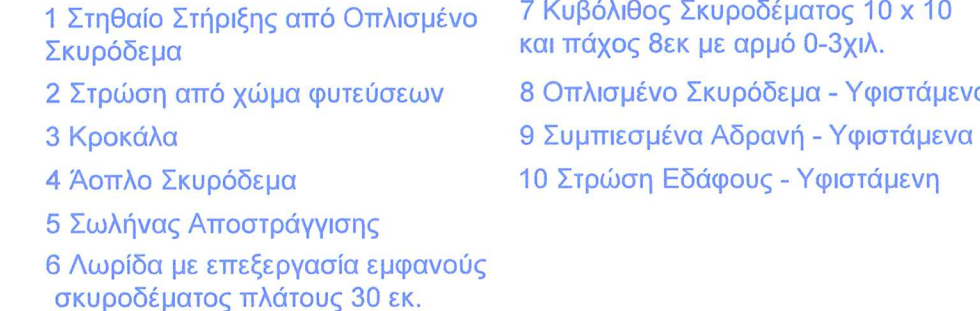 1 Στηθαίο Στήριξης από Οπλισμένο
Σκυρόδεμα
2 Στρώση από χώμα φυτεύσεων
3 Κροκάλα
4 Άοπλο Σκυρόδεμα
5 Σωλήνας Αποστράγγισης
6 Λωρίδα με επεξεργασία εμφανούς
σκυροδέματος πλάτους 30 εκ.
7 Κυβόλιθος Σκυροδέματος 10 x 10
και πάχος 8εκ με αρμό 0-3χιλ.
8 Οπλισμένο Σκυρόδεμα - Υφιστάμενο
9 Συμπιεσμένα Αδρανή - Υφιστάμενα
10 Στρώση Εδάφους - Υφιστάμενη